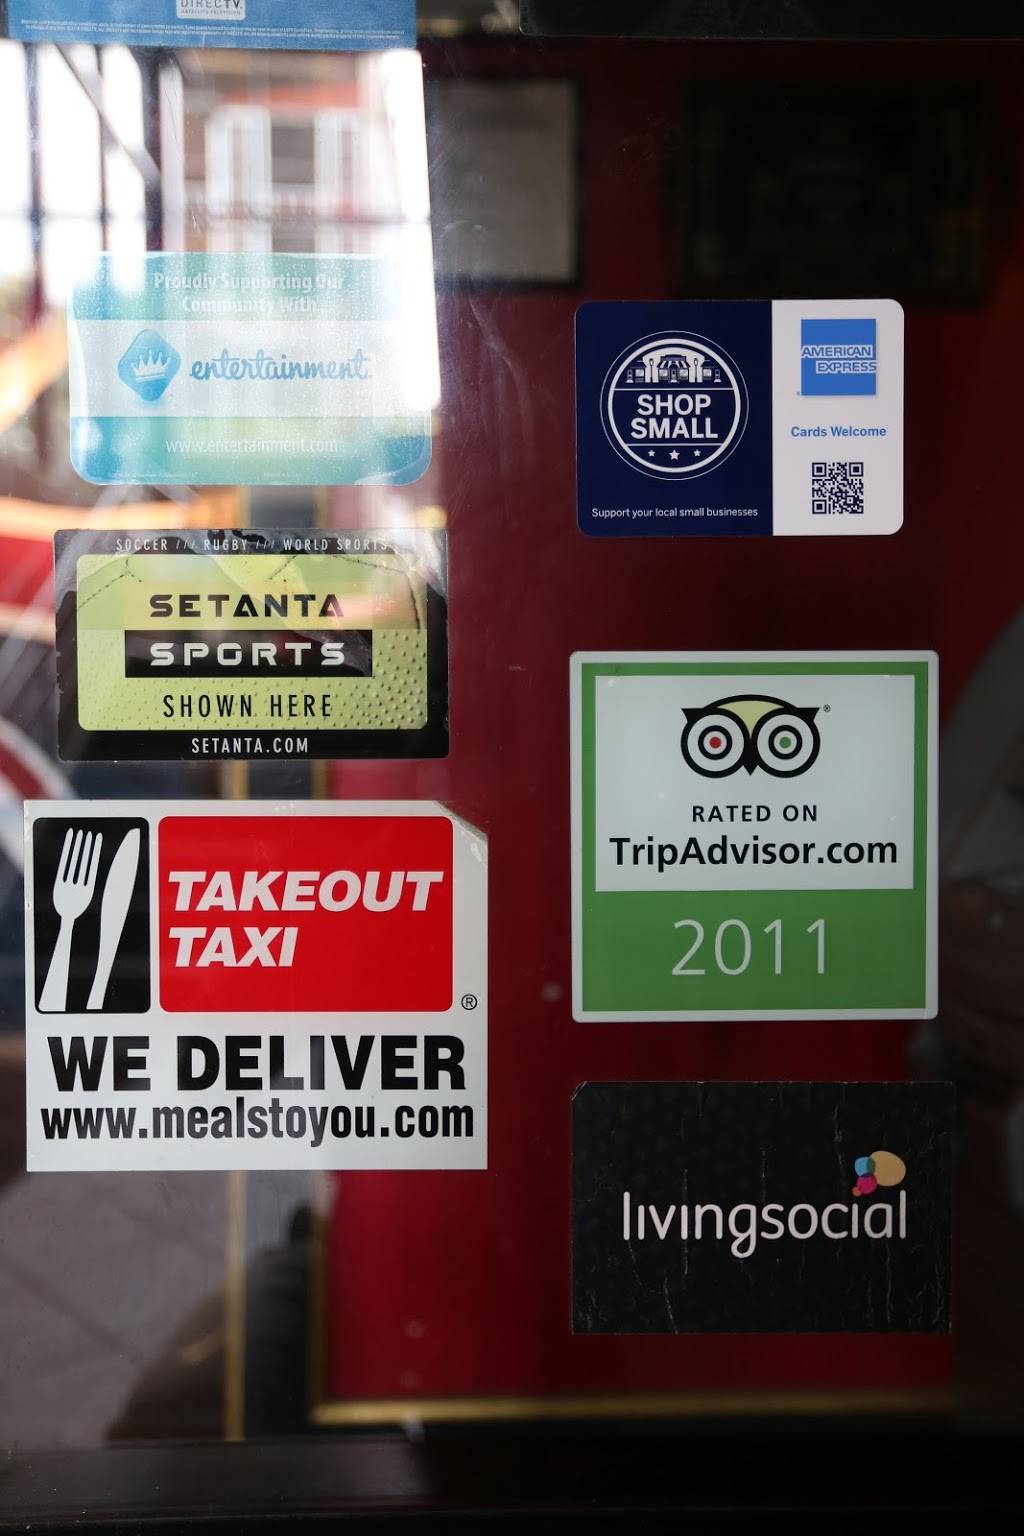 DIRECTV
SATELLITE TELEVISION
Proudly Supporting Our
Community With
entertainment.
www.entertainment.com
SHOP
SMALL
Support your local small businesses
AMERICAN
EXPRESS
Cards Welcome
SOCCER /// RUGBY /// WORLD SPORTS
SETANTA
SPORTS
SHOWN HERE
SETANTA.COM
RATED ON
TripAdvisor.com
2011
TAKEOUT
TAXI
WE DELIVER
www.mealstoyou.com
livingsocial